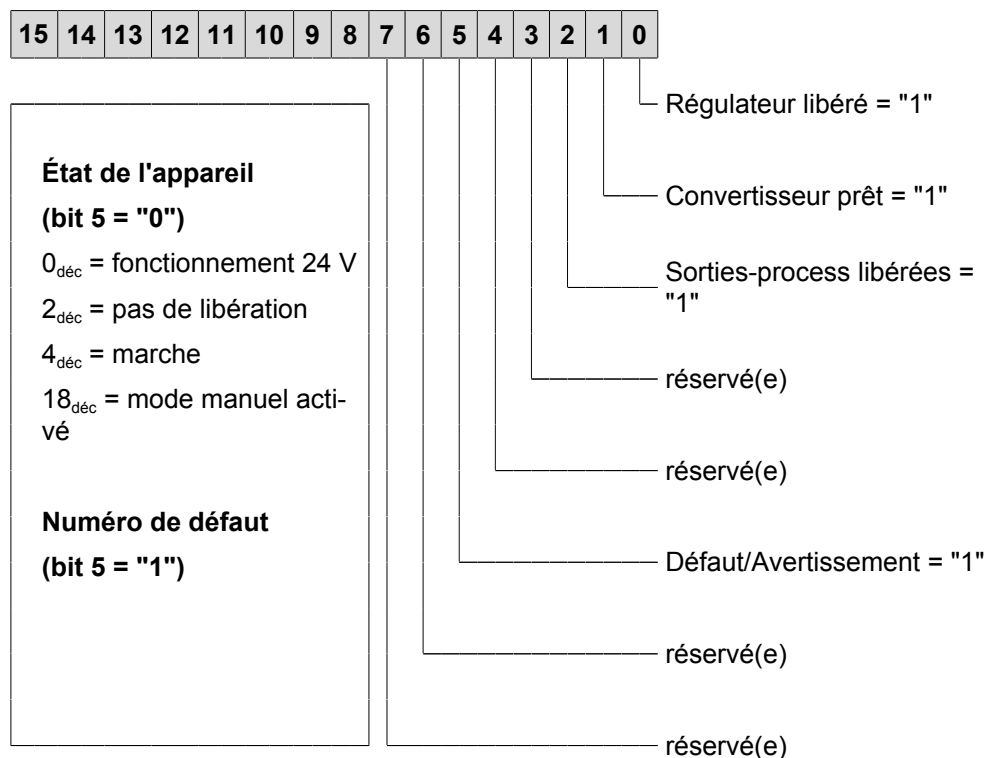 15 14 13 12 11 10 9 8 7 6 5 4 3 2 1 0
Régulateur libéré = "1"
Convertisseur prêt = "1"
Sorties-process libérées =
"1"
réservé(e)
réservé(e)
Défaut/Avertissement = "1"
réservé(e)
réservé(e)
État de l'appareil
(bit 5 = "0")
0déc = fonctionnement 24 V
2déc = pas de libération
4déc = marche
18déc = mode manuel acti-
vé
Numéro de défaut
(bit 5 = "1")